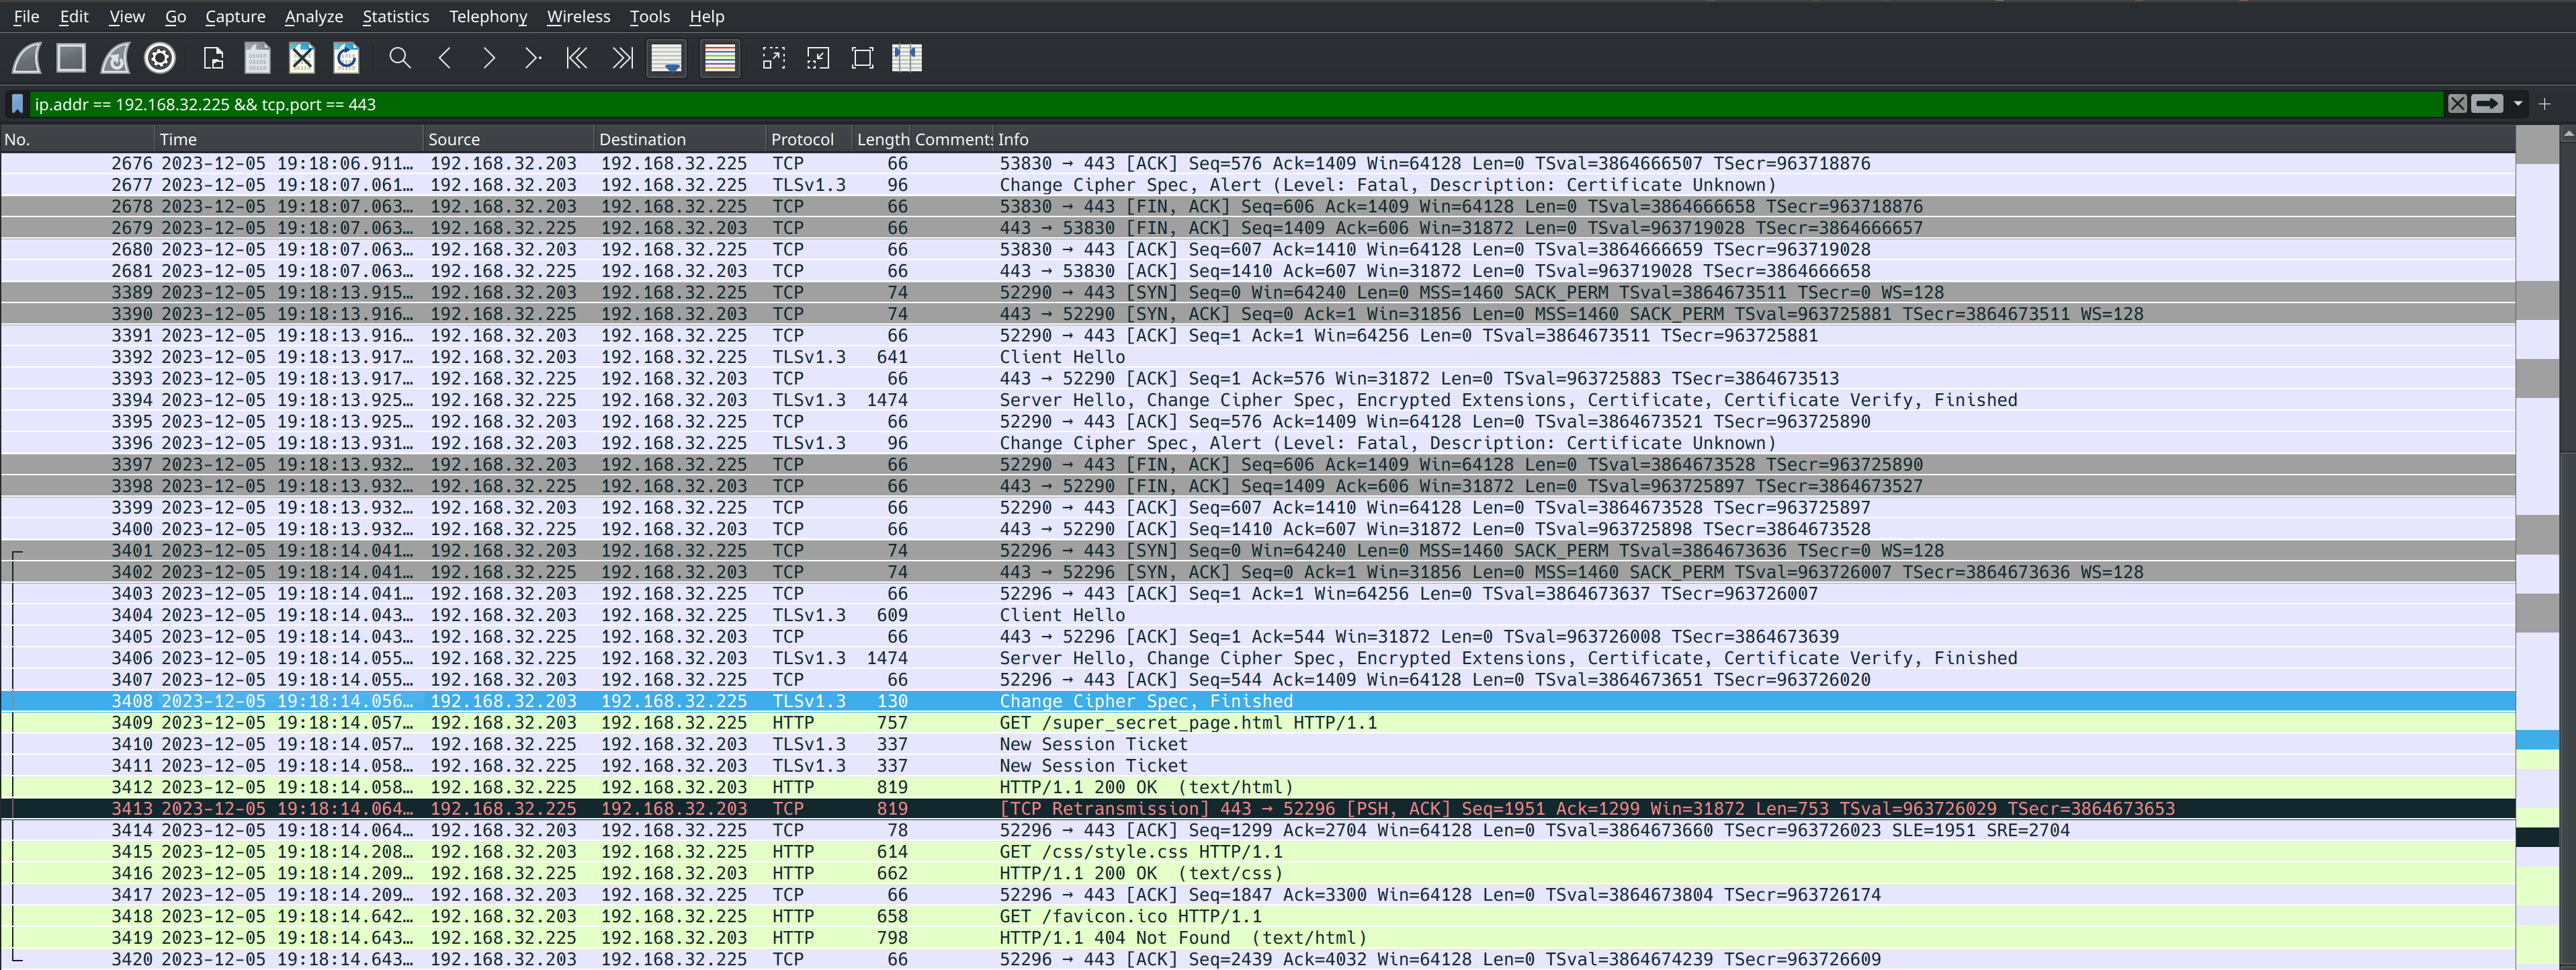 File Edit View Go Capture Analyze Statistics Telephony Wireless Tools Help
ip.addr == 192.168.32.225 && tcp.port == 443
No. Time Source Destination Protocol Length Comments Info
2676 2023-12-05 19:18:06.911… 192.168.32.203 192.168.32.225 TCP 66 53830 → 443 [ACK] Seq=576 Ack=1409 Win=64128 Len=0 TSval=3864666507 TSecr=963718876
2677 2023-12-05 19:18:07.061… 192.168.32.203 192.168.32.225 TLSv1.3 96 Change Cipher Spec, Alert (Level: Fatal, Description: Certificate Unknown)
2678 2023-12-05 19:18:07.063… 192.168.32.203 192.168.32.225 TCP 66 53830 → 443 [FIN, ACK] Seq=606 Ack=1409 Win=64128 Len=0 TSval=3864666658 TSecr=963718876
2679 2023-12-05 19:18:07.063… 192.168.32.225 192.168.32.203 TCP 66 443 → 53830 [FIN, ACK] Seq=1409 Ack=606 Win=31872 Len=0 TSval=963719028 TSecr=3864666657
2680 2023-12-05 19:18:07.063… 192.168.32.203 192.168.32.225 TCP 66 53830 → 443 [ACK] Seq=607 Ack=1410 Win=64128 Len=0 TSval=3864666659 TSecr=963719028
2681 2023-12-05 19:18:07.063… 192.168.32.225 192.168.32.203 TCP 66 443 → 53830 [ACK] Seq=1410 Ack=607 Win=31872 Len=0 TSval=963719028 TSecr=3864666658
3389 2023-12-05 19:18:13.915… 192.168.32.203 192.168.32.225 TCP 74 52290 → 443 [SYN] Seq=0 Win=64240 Len=0 MSS=1460 SACK_PERM TSval=3864673511 TSecr=0 WS=128
3390 2023-12-05 19:18:13.916… 192.168.32.225 192.168.32.203 TCP 74 443 → 52290 [SYN, ACK] Seq=0 Ack=1 Win=31856 Len=0 MSS=1460 SACK_PERM TSval=963725881 TSecr=3864673511 WS=128
3391 2023-12-05 19:18:13.916… 192.168.32.203 192.168.32.225 TCP 66 52290 → 443 [ACK] Seq=1 Ack=1 Win=64256 Len=0 TSval=3864673511 TSecr=963725881
3392 2023-12-05 19:18:13.917… 192.168.32.203 192.168.32.225 TLSv1.3 641 Client Hello
3393 2023-12-05 19:18:13.917… 192.168.32.225 192.168.32.203 TCP 66 443 → 52290 [ACK] Seq=1 Ack=576 Win=31872 Len=0 TSval=963725883 TSecr=3864673513
3394 2023-12-05 19:18:13.925… 192.168.32.225 192.168.32.203 TLSv1.3 1474 Server Hello, Change Cipher Spec, Encrypted Extensions, Certificate, Certificate Verify, Finished
3395 2023-12-05 19:18:13.925… 192.168.32.203 192.168.32.225 TCP 66 52290 → 443 [ACK] Seq=576 Ack=1409 Win=64128 Len=0 TSval=3864673521 TSecr=963725890
3396 2023-12-05 19:18:13.931… 192.168.32.203 192.168.32.225 TLSv1.3 96 Change Cipher Spec, Alert (Level: Fatal, Description: Certificate Unknown)
3397 2023-12-05 19:18:13.932… 192.168.32.203 192.168.32.225 TCP 66 52290 → 443 [FIN, ACK] Seq=606 Ack=1409 Win=64128 Len=0 TSval=3864673528 TSecr=963725890
3398 2023-12-05 19:18:13.932… 192.168.32.225 192.168.32.203 TCP 66 443 → 52290 [FIN, ACK] Seq=1409 Ack=606 Win=31872 Len=0 TSval=963725897 TSecr=3864673527
3399 2023-12-05 19:18:13.932… 192.168.32.203 192.168.32.225 TCP 66 52290 → 443 [ACK] Seq=607 Ack=1410 Win=64128 Len=0 TSval=3864673528 TSecr=963725897
3400 2023-12-05 19:18:13.932… 192.168.32.225 192.168.32.203 TCP 66 443 → 52290 [ACK] Seq=1410 Ack=607 Win=31872 Len=0 TSval=963725898 TSecr=3864673528
3401 2023-12-05 19:18:14.041… 192.168.32.203 192.168.32.225 TCP 74 52296 → 443 [SYN] Seq=0 Win=64240 Len=0 MSS=1460 SACK_PERM TSval=3864673636 TSecr=0 WS=128
3402 2023-12-05 19:18:14.041… 192.168.32.225 192.168.32.203 TCP 74 443 → 52296 [SYN, ACK] Seq=0 Ack=1 Win=31856 Len=0 MSS=1460 SACK_PERM TSval=963726007 TSecr=3864673636 WS=128
3403 2023-12-05 19:18:14.041… 192.168.32.203 192.168.32.225 TCP 66 52296 → 443 [ACK] Seq=1 Ack=1 Win=64256 Len=0 TSval=3864673637 TSecr=963726007
3404 2023-12-05 19:18:14.043… 192.168.32.203 192.168.32.225 TLSv1.3 609 Client Hello
3405 2023-12-05 19:18:14.043… 192.168.32.225 192.168.32.203 TCP 66 443 → 52296 [ACK] Seq=1 Ack=544 Win=31872 Len=0 TSval=963726008 TSecr=3864673639
3406 2023-12-05 19:18:14.055… 192.168.32.225 192.168.32.203 TLSv1.3 1474 Server Hello, Change Cipher Spec, Encrypted Extensions, Certificate, Certificate Verify, Finished
3407 2023-12-05 19:18:14.055… 192.168.32.203 192.168.32.225 TCP 66 52296 → 443 [ACK] Seq=544 Ack=1409 Win=64128 Len=0 TSval=3864673651 TSecr=963726020
3408 2023-12-05 19:18:14.056… 192.168.32.203 192.168.32.225 TLSv1.3 130 Change Cipher Spec, Finished
3409 2023-12-05 19:18:14.057… 192.168.32.203 192.168.32.225 HTTP 757 GET /super_secret_page.html HTTP/1.1
3410 2023-12-05 19:18:14.057… 192.168.32.225 192.168.32.203 TLSv1.3 337 New Session Ticket
3411 2023-12-05 19:18:14.058… 192.168.32.225 192.168.32.203 TLSv1.3 337 New Session Ticket
3412 2023-12-05 19:18:14.058… 192.168.32.225 192.168.32.203 HTTP 819 HTTP/1.1 200 OK (text/html)
3413 2023-12-05 19:18:14.064… 192.168.32.225 192.168.32.203 TCP 819 [TCP Retransmission] 443 → 52296 [PSH, ACK] Seq=1951 Ack=1299 Win=31872 Len=753 TSval=963726029 TSecr=3864673653
3414 2023-12-05 19:18:14.064… 192.168.32.203 192.168.32.225 TCP 78 52296 → 443 [ACK] Seq=1299 Ack=2704 Win=64128 Len=0 TSval=3864673660 TSecr=963726023 SLE=1951 SRE=2704
3415 2023-12-05 19:18:14.208… 192.168.32.203 192.168.32.225 HTTP 614 GET /css/style.css HTTP/1.1
3416 2023-12-05 19:18:14.209… 192.168.32.225 192.168.32.203 HTTP 662 HTTP/1.1 200 OK (text/css)
3417 2023-12-05 19:18:14.209… 192.168.32.203 192.168.32.225 TCP 66 52296 → 443 [ACK] Seq=1847 Ack=3300 Win=64128 Len=0 TSval=3864673804 TSecr=963726174
3418 2023-12-05 19:18:14.642… 192.168.32.203 192.168.32.225 HTTP 658 GET /favicon.ico HTTP/1.1
3419 2023-12-05 19:18:14.643… 192.168.32.225 192.168.32.203 HTTP 798 HTTP/1.1 404 Not Found (text/html)
3420 2023-12-05 19:18:14.643… 192.168.32.203 192.168.32.225 TCP 66 52296 → 443 [ACK] Seq=2439 Ack=4032 Win=64128 Len=0 TSval=3864674239 TSecr=963726609